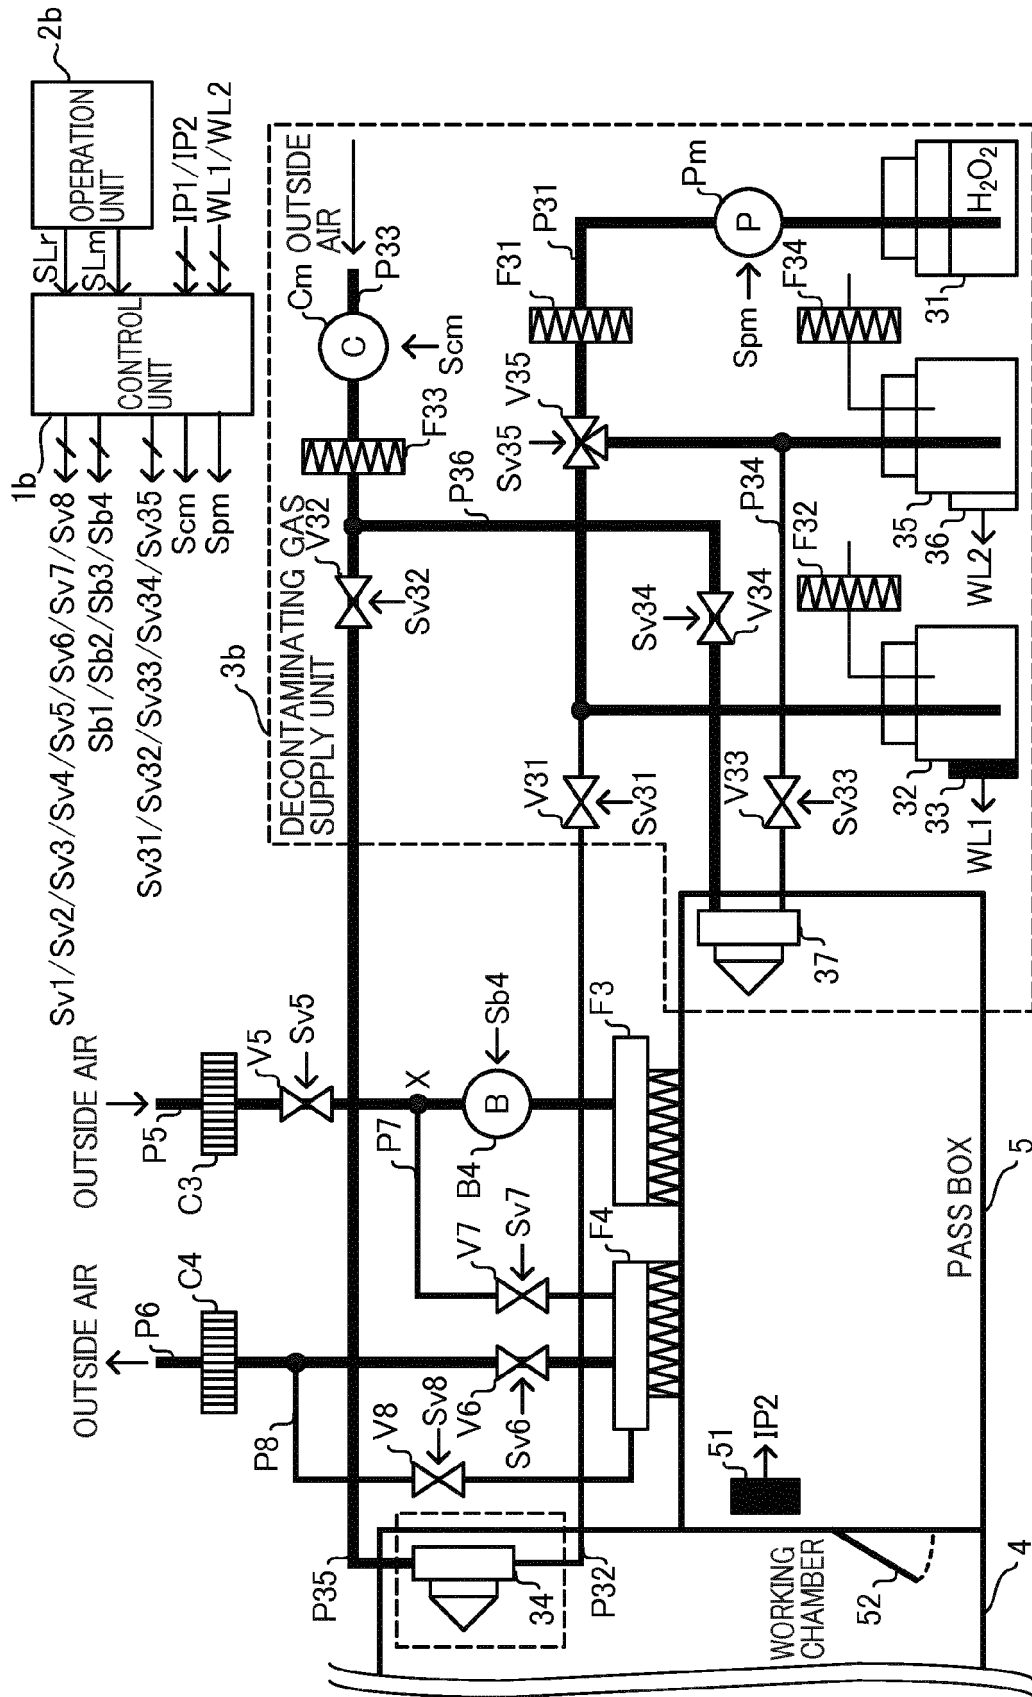 2b
OPERATION
UNIT
SLr
SLm
IP1/IP2
WL1/WL2
1b
CONTROL
UNIT
Sv1/Sv2/Sv3/Sv4/Sv5/Sv6/Sv7/Sv8
Sb1/Sb2/Sb3/Sb4
Sv31/Sv32/Sv33/Sv34/Sv35
Scm
Spm
3b
DECONTAMINATING GAS
SUPPLY UNIT
OUTSIDE
AIR
P33
Cm
C
Scm
F33
V32
Sv32
P36
P31
F31
Pm
P
Spm
V35
Sv35
F34
H2O2
31
P34
35
36
WL2
F32
Sv34
V34
V31
Sv31
V33
Sv33
32
33
WL1
37
OUTSIDE AIR
P5
C3
V5
Sv5
X
P7
B
B4
Sb4
F3
OUTSIDE AIR
P6
C4
P8
V7
Sv7
F4
V8
Sv8
V6
Sv6
P35
34
P32
51
IP2
PASS BOX
5
WORKING
CHAMBER
52
4